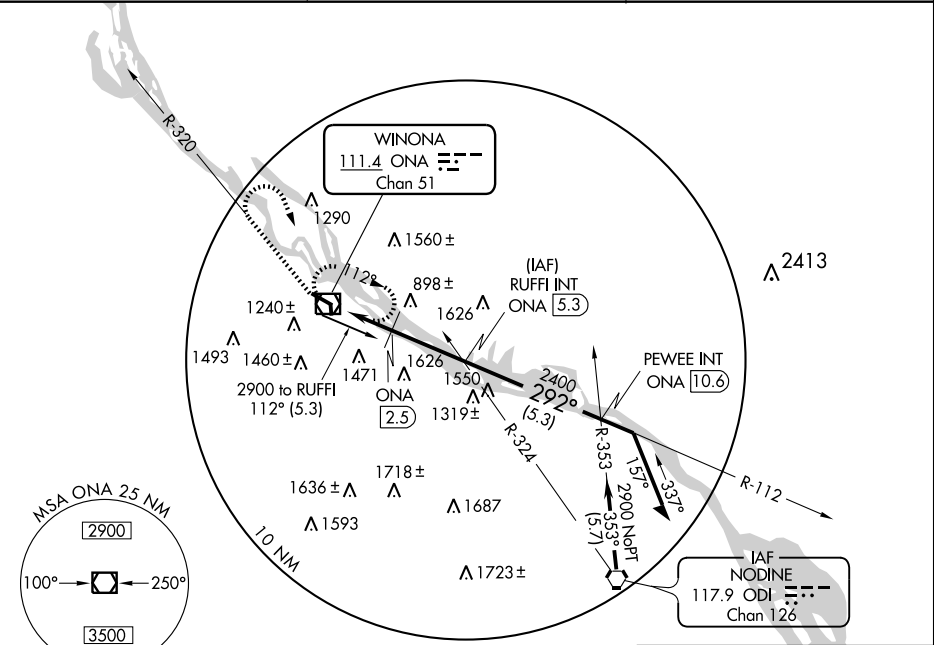 R-320
WINONA
111.4 ONA
Chan 51
1290
1560 ±
2413
112°
898 ±
(IAF)
RUFFI INT
ONA 5.3
1626
1240 ±
1493
1460 ±
1471
1626
1550
2400
292°
(5.3)
PEWEE INT
ONA 10.6
2900 to RUFFI
112° (5.3)
ONA
2.5
1319 ±
R-324
R-353
157°
337°
R-112
1636 ±
1718 ±
1687
1593
2900 NoPT
353°
(5.7)
MSA ONA 25 NM
2900
100°
250°
3500
10 NM
1723 ±
IAF
NODINE
117.9 ODI
Chan 126